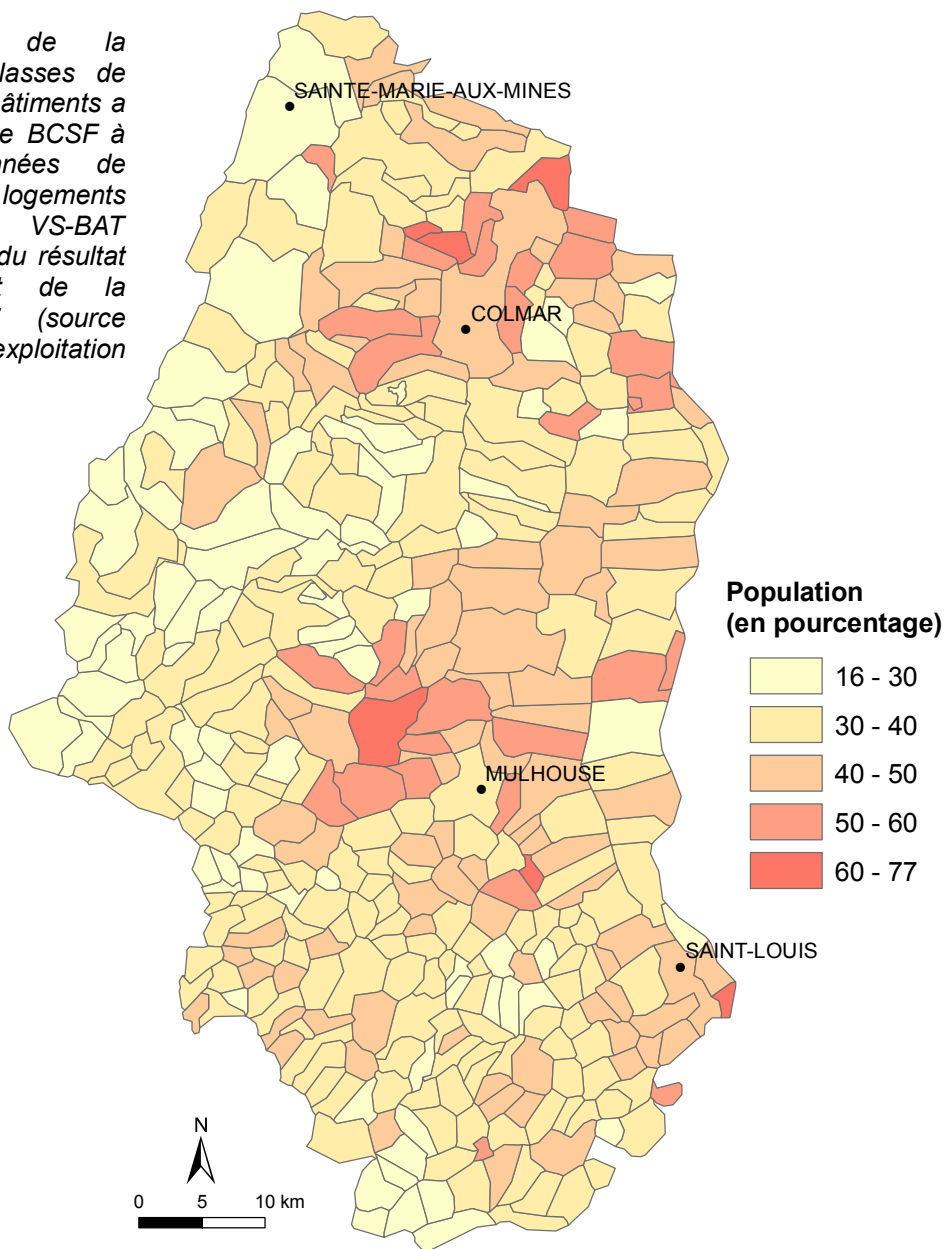 de la
lasses de
âtiments a
e BCSF à
nées de
logements
VS-BAT
du résultat
t de la
(source
exploitation
SAINTE-MARIE-AUX-MINES
COLMAR
Population
(en pourcentage)
16 - 30
30 - 40
40 - 50
50 - 60
60 - 77
MULHOUSE
SAINT-LOUIS
N
0 5 10 km